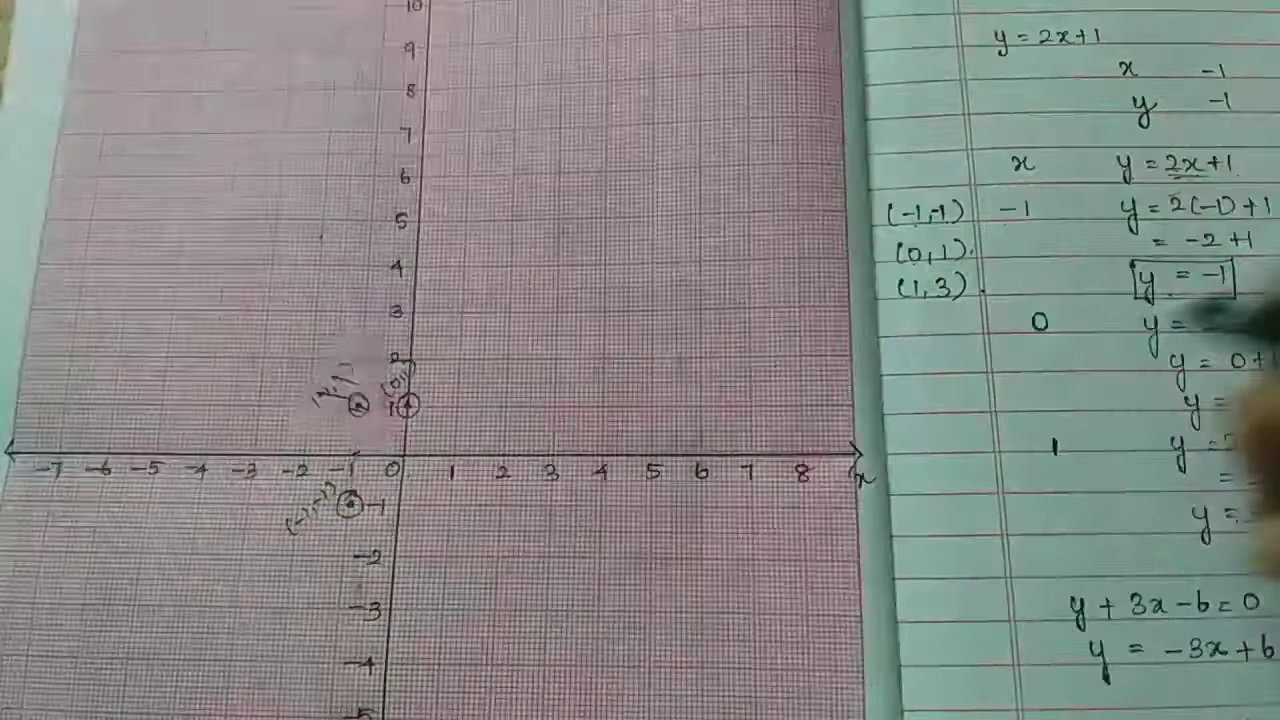 10
9
8
7
6
5
4
3
2
(0,1)
1
-7 -6 -5 -4 -3 -2 -1 0 1 2 3 4 5 6 7 8 x
(-1,-1) -1
-2
-3
-4
-5
y = 2x+1
x -1
y -1
x y = 2x+1
(-1,-1) -1 y = 2(-1)+1
(0,1). = -2+1
(1,3). y = -1
0 y =
y = 0+
y =
1 y =
=
y =
y + 3x-6=0
y = -3x+6